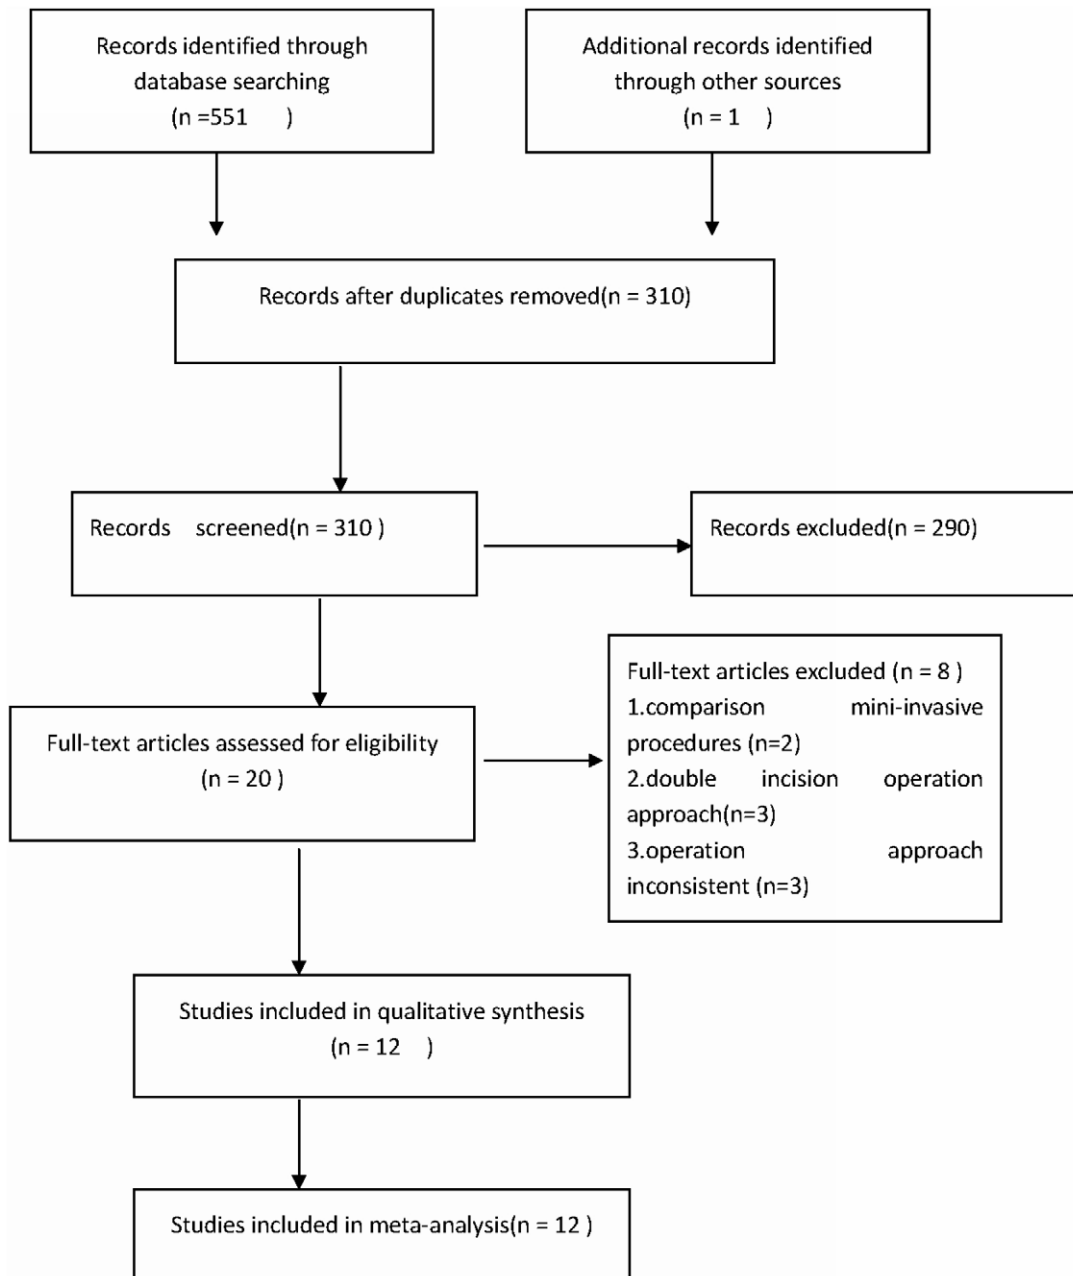 Records identified through
database searching
(n =551 )
Additional records identified
through other sources
(n = 1 )
Records after duplicates removed(n = 310)
Records screened(n = 310 )
Records excluded(n = 290)
Full-text articles assessed for eligibility
(n = 20 )
Full-text articles excluded (n = 8 )
1.comparison mini-invasive
procedures (n=2)
2.double incision operation
approach(n=3)
3.operation approach
inconsistent (n=3)
Studies included in qualitative synthesis
(n = 12 )
Studies included in meta-analysis(n = 12 )